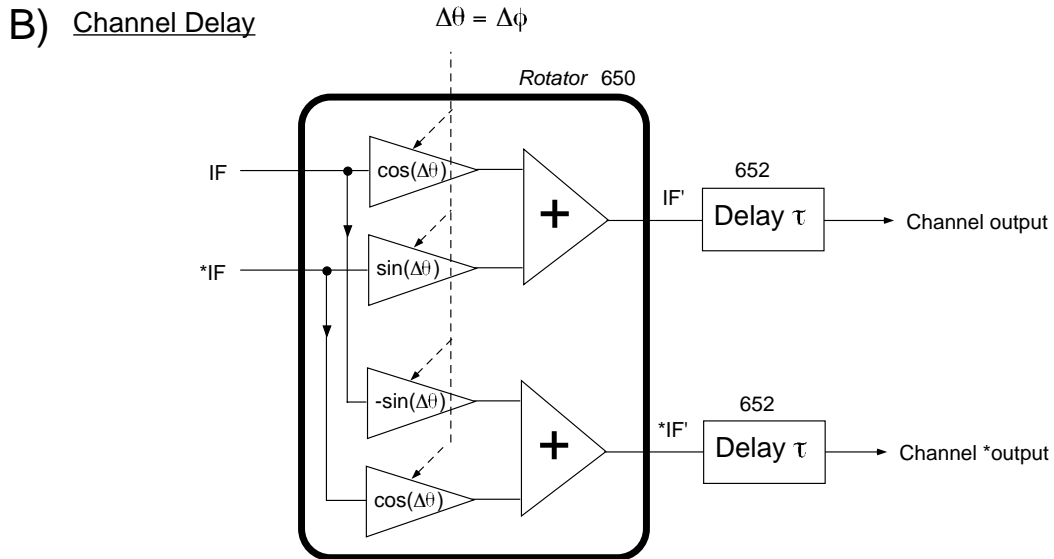 B) Channel Delay
Δθ = Δϕ
Rotator 650
IF
cos(Δθ)
+
IF'
652
Delay τ
Channel output
*IF
sin(Δθ)
-sin(Δθ)
+
*IF'
652
Delay τ
Channel *output
cos(Δθ)